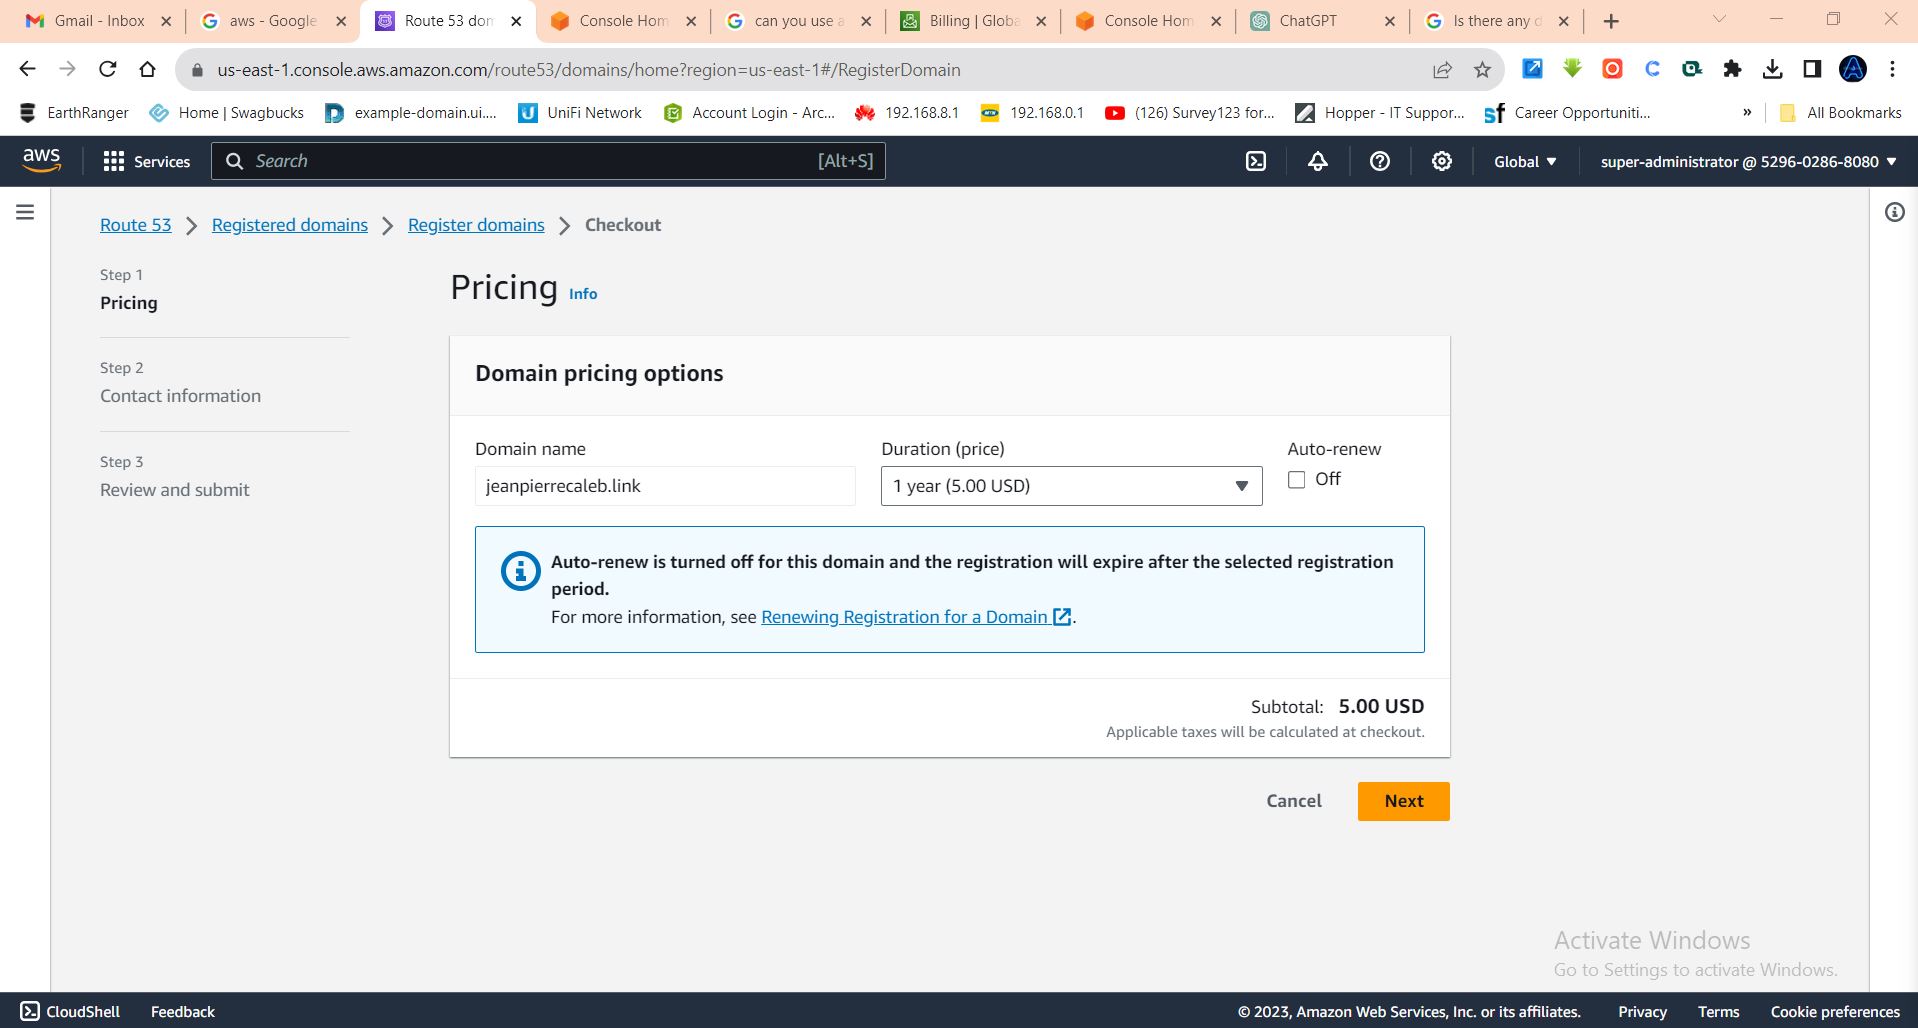 Gmail - Inbox
aws - Google
Route 53 dom
Console Hom
can you use a
Billing | Globa
Console Hom
ChatGPT
Is there any d
us-east-1.console.aws.amazon.com/route53/domains/home?region=us-east-1#/RegisterDomain
EarthRanger
Home | Swagbucks
example-domain.ui....
UniFi Network
Account Login - Arc...
192.168.8.1
192.168.0.1
(126) Survey123 for...
Hopper - IT Suppor...
Career Opportuniti...
»
All Bookmarks
aws
Services
Search
[Alt+S]
Global
super-administrator @ 5296-0286-8080
Route 53
Registered domains
Register domains
Checkout
Step 1
Pricing
Step 2
Contact information
Step 3
Review and submit
Pricing Info
Domain pricing options
Domain name
Duration (price)
Auto-renew
jeanpierrecaleb.link
1 year (5.00 USD)
Off
Auto-renew is turned off for this domain and the registration will expire after the selected registration
period.
For more information, see Renewing Registration for a Domain.
Subtotal: 5.00 USD
Applicable taxes will be calculated at checkout.
Cancel
Next
Activate Windows
Go to Settings to activate Windows.
CloudShell
Feedback
© 2023, Amazon Web Services, Inc. or its affiliates.
Privacy
Terms
Cookie preferences